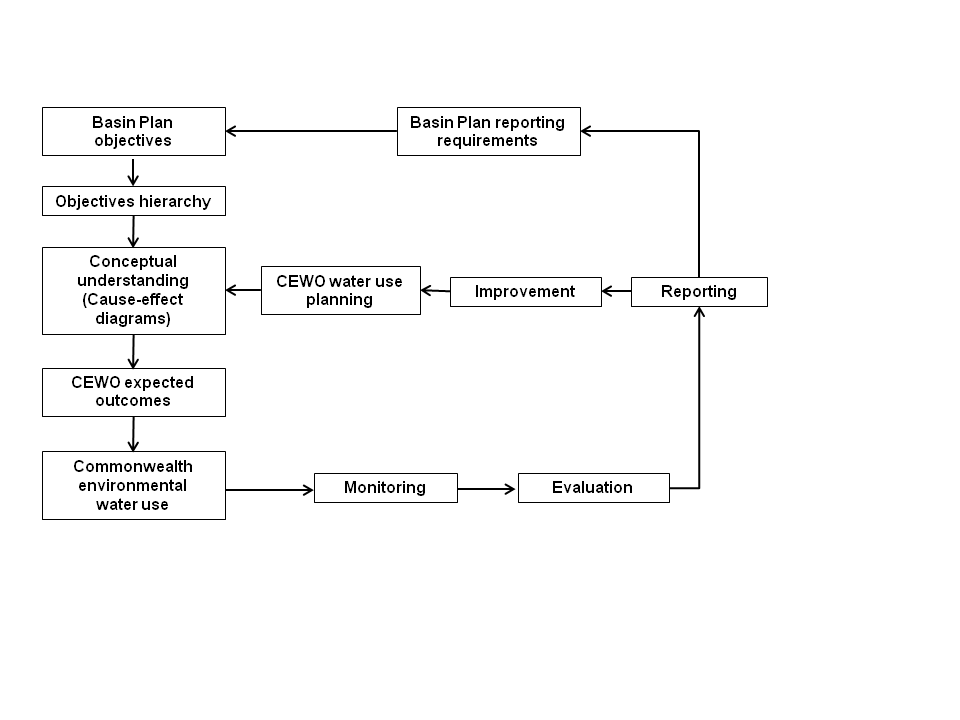 Basin Plan
objectives
Basin Plan reporting
requirements
Objectives hierarchy
Conceptual
understanding
(Cause-effect
diagrams)
CEWO water use
planning
Improvement
Reporting
CEWO expected
outcomes
Commonwealth
environmental
water use
Monitoring
Evaluation